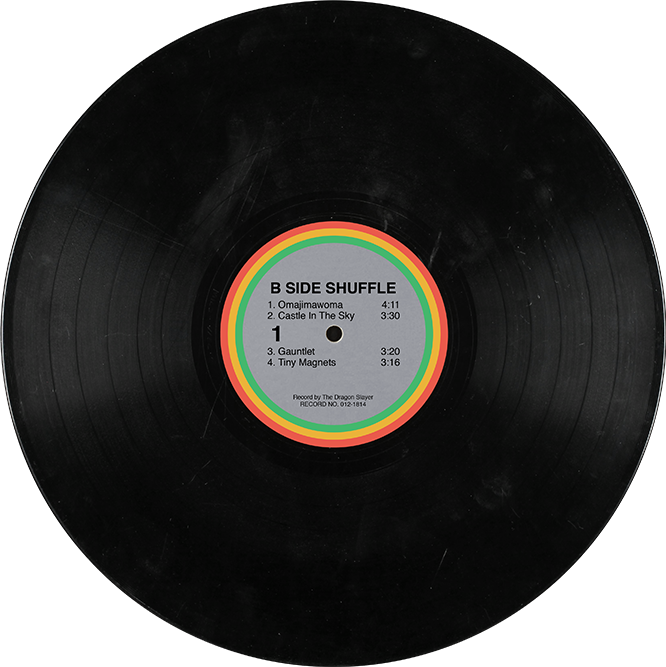 B SIDE SHUFFLE
1. Omajimawoma 4:11
2. Castle In The Sky 3:30
1
3. Gauntlet 3:20
4. Tiny Magnets 3:16
Record by The Dragon Slayer
RECORD NO. 012-1814